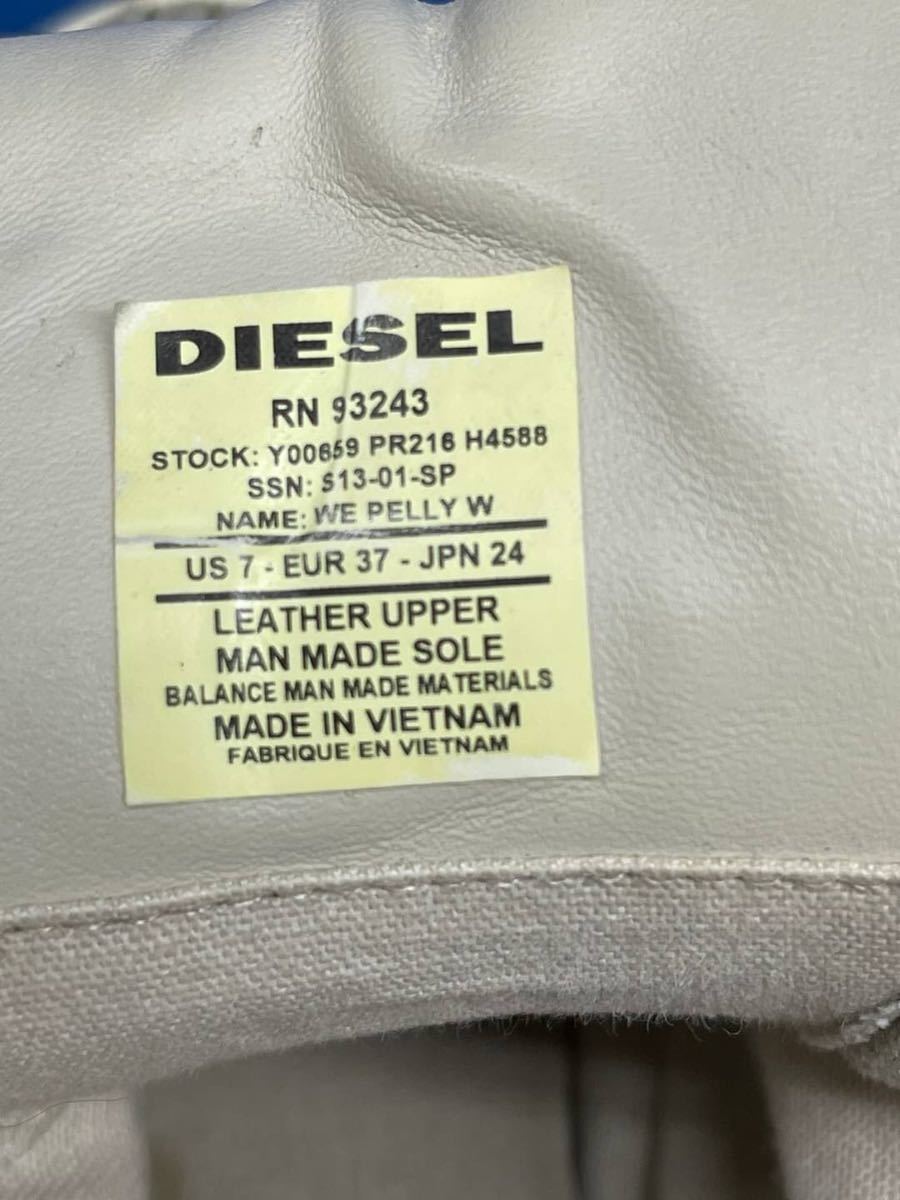 DIESEL
RN 93243
STOCK: Y00659 PR216 H4588
SSN: S13-01-SP
NAME: WE PELLY W
US 7 - EUR 37 - JPN 24
LEATHER UPPER
MAN MADE SOLE
BALANCE MAN MADE MATERIALS
MADE IN VIETNAM
FABRIQUE EN VIETNAM